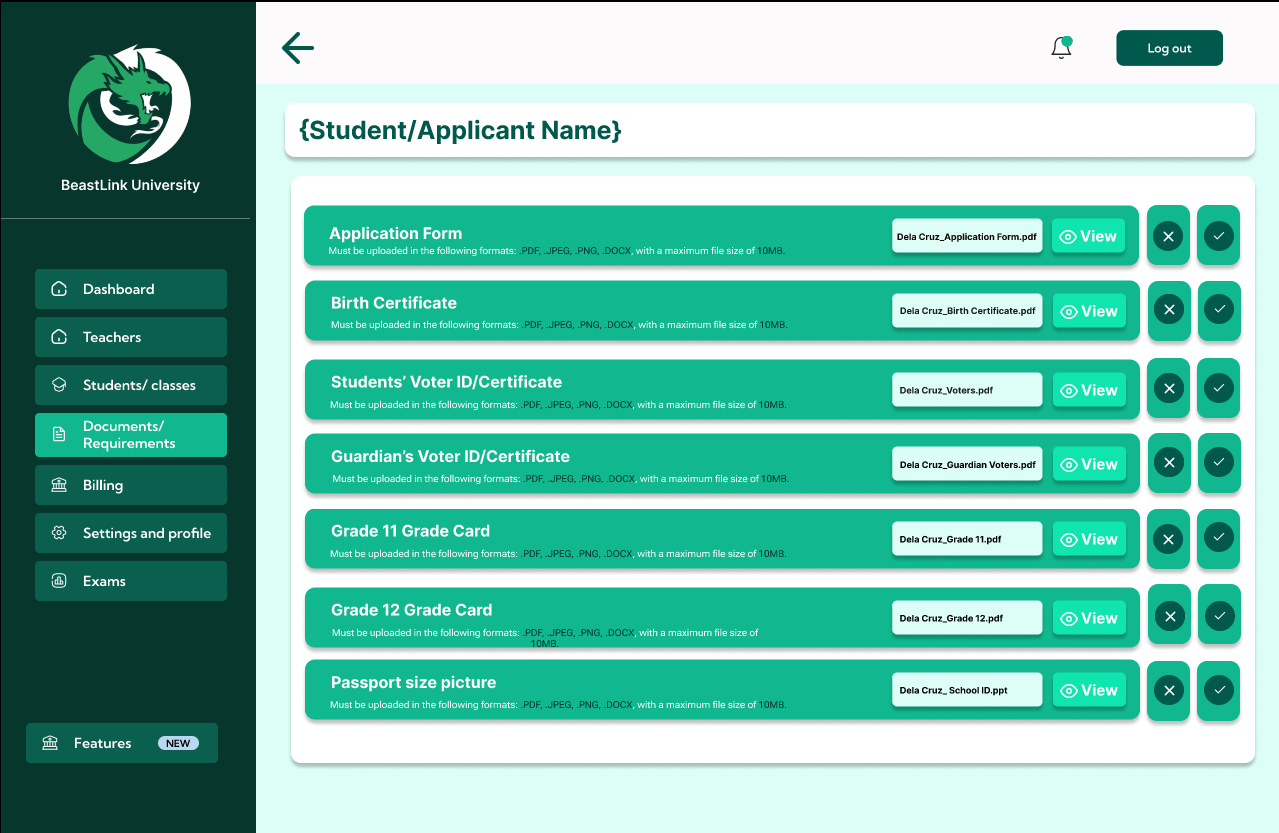 BeastLink University
Dashboard
Teachers
Students/ classes
Documents/
Requirements
Billing
Settings and profile
Exams
Features NEW
Log out
{Student/Applicant Name}
Application Form
Must be uploaded in the following formats: .PDF, .JPEG, .PNG, .DOCX, with a maximum file size of 10MB.
Dela Cruz_Application Form.pdf
View
Birth Certificate
Must be uploaded in the following formats: .PDF, .JPEG, .PNG, .DOCX, with a maximum file size of 10MB.
Dela Cruz_Birth Certificate.pdf
View
Students’ Voter ID/Certificate
Must be uploaded in the following formats: .PDF, .JPEG, .PNG, .DOCX, with a maximum file size of 10MB.
Dela Cruz_Voters.pdf
View
Guardian’s Voter ID/Certificate
Must be uploaded in the following formats: .PDF, .JPEG, .PNG, .DOCX, with a maximum file size of 10MB.
Dela Cruz_Guardian Voters.pdf
View
Grade 11 Grade Card
Must be uploaded in the following formats: .PDF, .JPEG, .PNG, .DOCX, with a maximum file size of 10MB.
Dela Cruz_Grade 11.pdf
View
Grade 12 Grade Card
Must be uploaded in the following formats: .PDF, .JPEG, .PNG, .DOCX, with a maximum file size of
10MB.
Dela Cruz_Grade 12.pdf
View
Passport size picture
Must be uploaded in the following formats: .PDF, .JPEG, .PNG, .DOCX, with a maximum file size of 10MB.
Dela Cruz_ School ID.ppt
View